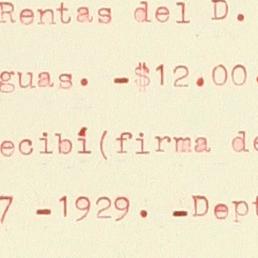 Rentas del D.
guas. -$12.00
ecibí(firma de
7 -1929. -Dept